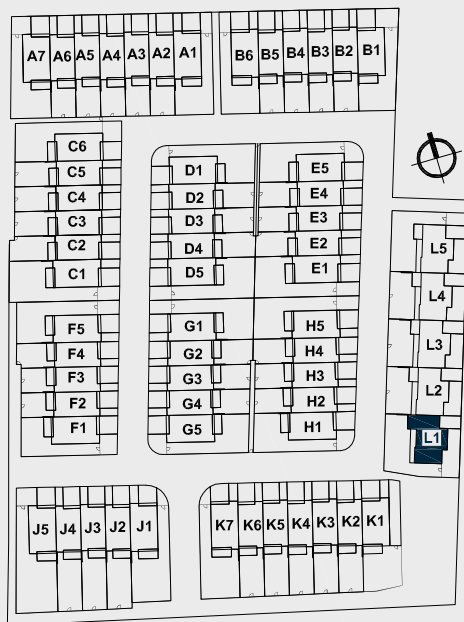 A7 A6 A5 A4 A3 A2 A1
B6 B5 B4 B3 B2 B1
C6
C5
C4
C3
C2
C1
D1
D2
D3
D4
D5
E5
E4
E3
E2
E1
F5
F4
F3
F2
F1
G1
G2
G3
G4
G5
H5
H4
H3
H2
H1
L5
L4
L3
L2
L1
J5 J4 J3 J2 J1
K7 K6 K5 K4 K3 K2 K1